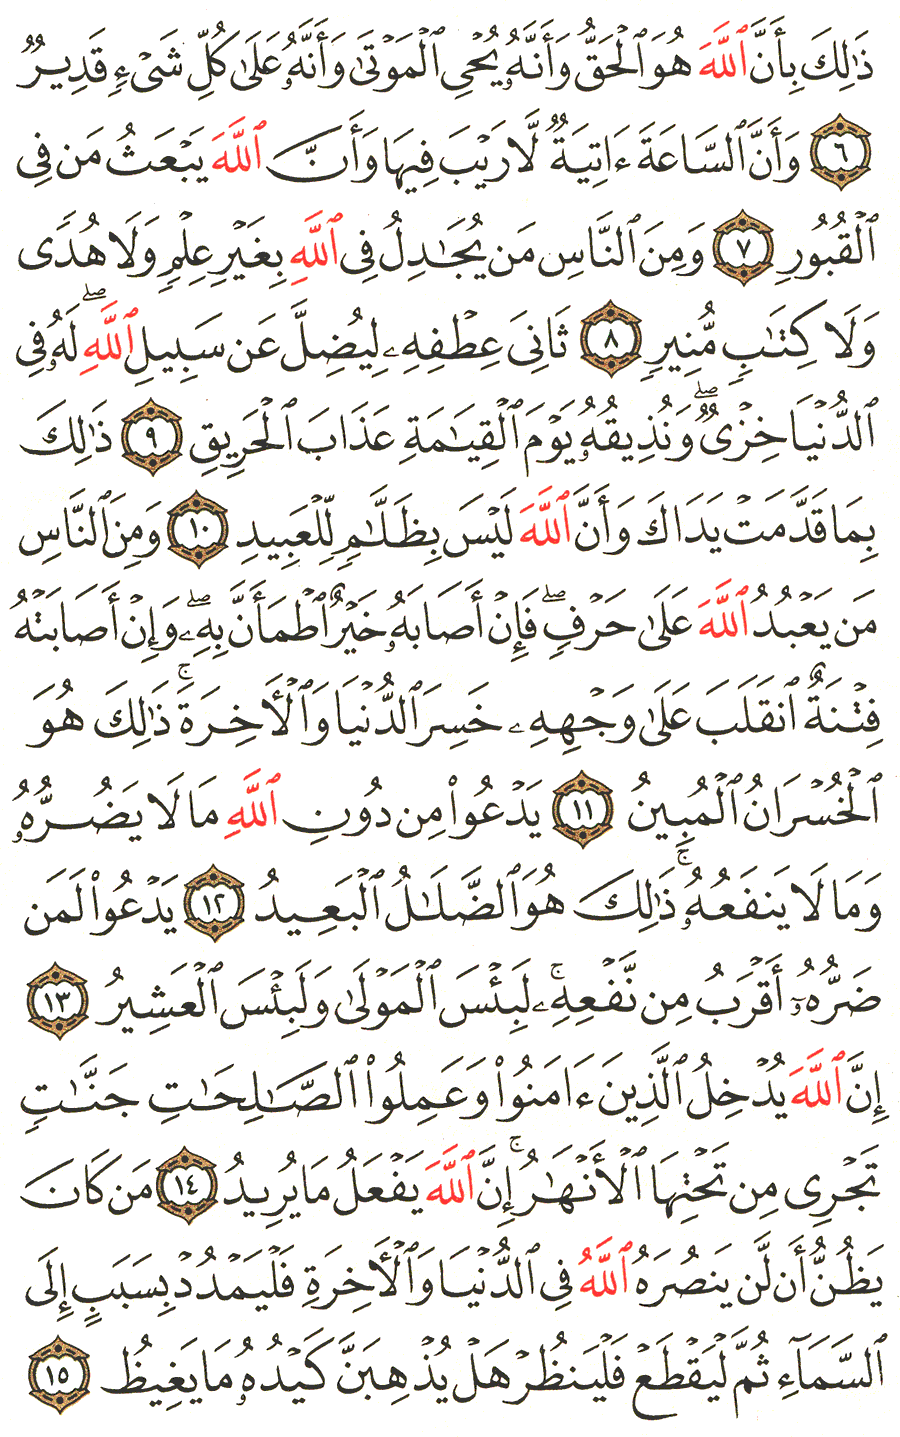 ذَٰلِكَ بِأَنَّ ٱللَّهَ هُوَ ٱلْحَقُّ وَأَنَّهُۥ يُحْىِ ٱلْمَوْتَىٰ وَأَنَّهُۥ عَلَىٰ كُلِّ شَىْءٍۢ قَدِيرٌۭ
٦ وَأَنَّ ٱلسَّاعَةَ ءَاتِيَةٌۭ لَّا رَيْبَ فِيهَا وَأَنَّ ٱللَّهَ يَبْعَثُ مَن فِى
ٱلْقُبُورِ ٧ وَمِنَ ٱلنَّاسِ مَن يُجَٰدِلُ فِى ٱللَّهِ بِغَيْرِ عِلْمٍۢ وَلَا هُدًۭى
وَلَا كِتَٰبٍۢ مُّنِيرٍۢ ٨ ثَانِىَ عِطْفِهِۦ لِيُضِلَّ عَن سَبِيلِ ٱللَّهِ ۖ لَهُۥ فِى
ٱلدُّنْيَا خِزْىٌۭ ۖ وَنُذِيقُهُۥ يَوْمَ ٱلْقِيَٰمَةِ عَذَابَ ٱلْحَرِيقِ ٩ ذَٰلِكَ
بِمَا قَدَّمَتْ يَدَاكَ وَأَنَّ ٱللَّهَ لَيْسَ بِظَلَّٰمٍۢ لِّلْعَبِيدِ ١٠ وَمِنَ ٱلنَّاسِ
مَن يَعْبُدُ ٱللَّهَ عَلَىٰ حَرْفٍۢ ۖ فَإِنْ أَصَابَهُۥ خَيْرٌ ٱطْمَأَنَّ بِهِۦ ۖ وَإِنْ أَصَابَتْهُ
فِتْنَةٌ ٱنقَلَبَ عَلَىٰ وَجْهِهِۦ خَسِرَ ٱلدُّنْيَا وَٱلْأَخِرَةَ ۚ ذَٰلِكَ هُوَ
ٱلْخُسْرَانُ ٱلْمُبِينُ ١١ يَدْعُوا۟ مِن دُونِ ٱللَّهِ مَا لَا يَضُرُّهُۥ
وَمَا لَا يَنفَعُهُۥ ۚ ذَٰلِكَ هُوَ ٱلضَّلَٰلُ ٱلْبَعِيدُ ١٢ يَدْعُوا۟ لَمَن
ضَرُّهُۥٓ أَقْرَبُ مِن نَّفْعِهِۦ ۚ لَبِئْسَ ٱلْمَوْلَىٰ وَلَبِئْسَ ٱلْعَشِيرُ ١٣
إِنَّ ٱللَّهَ يُدْخِلُ ٱلَّذِينَ ءَامَنُوا۟ وَعَمِلُوا۟ ٱلصَّٰلِحَٰتِ جَنَّٰتٍۢ
تَجْرِى مِن تَحْتِهَا ٱلْأَنْهَٰرُ ۚ إِنَّ ٱللَّهَ يَفْعَلُ مَا يُرِيدُ ١٤ مَن كَانَ
يَظُنُّ أَن لَّن يَنصُرَهُ ٱللَّهُ فِى ٱلدُّنْيَا وَٱلْأَخِرَةِ فَلْيَمْدُدْ بِسَبَبٍ إِلَى
ٱلسَّمَآءِ ثُمَّ لْيَقْطَعْ فَلْيَنظُرْ هَلْ يُذْهِبَنَّ كَيْدُهُۥ مَا يَغِيظُ ١٥